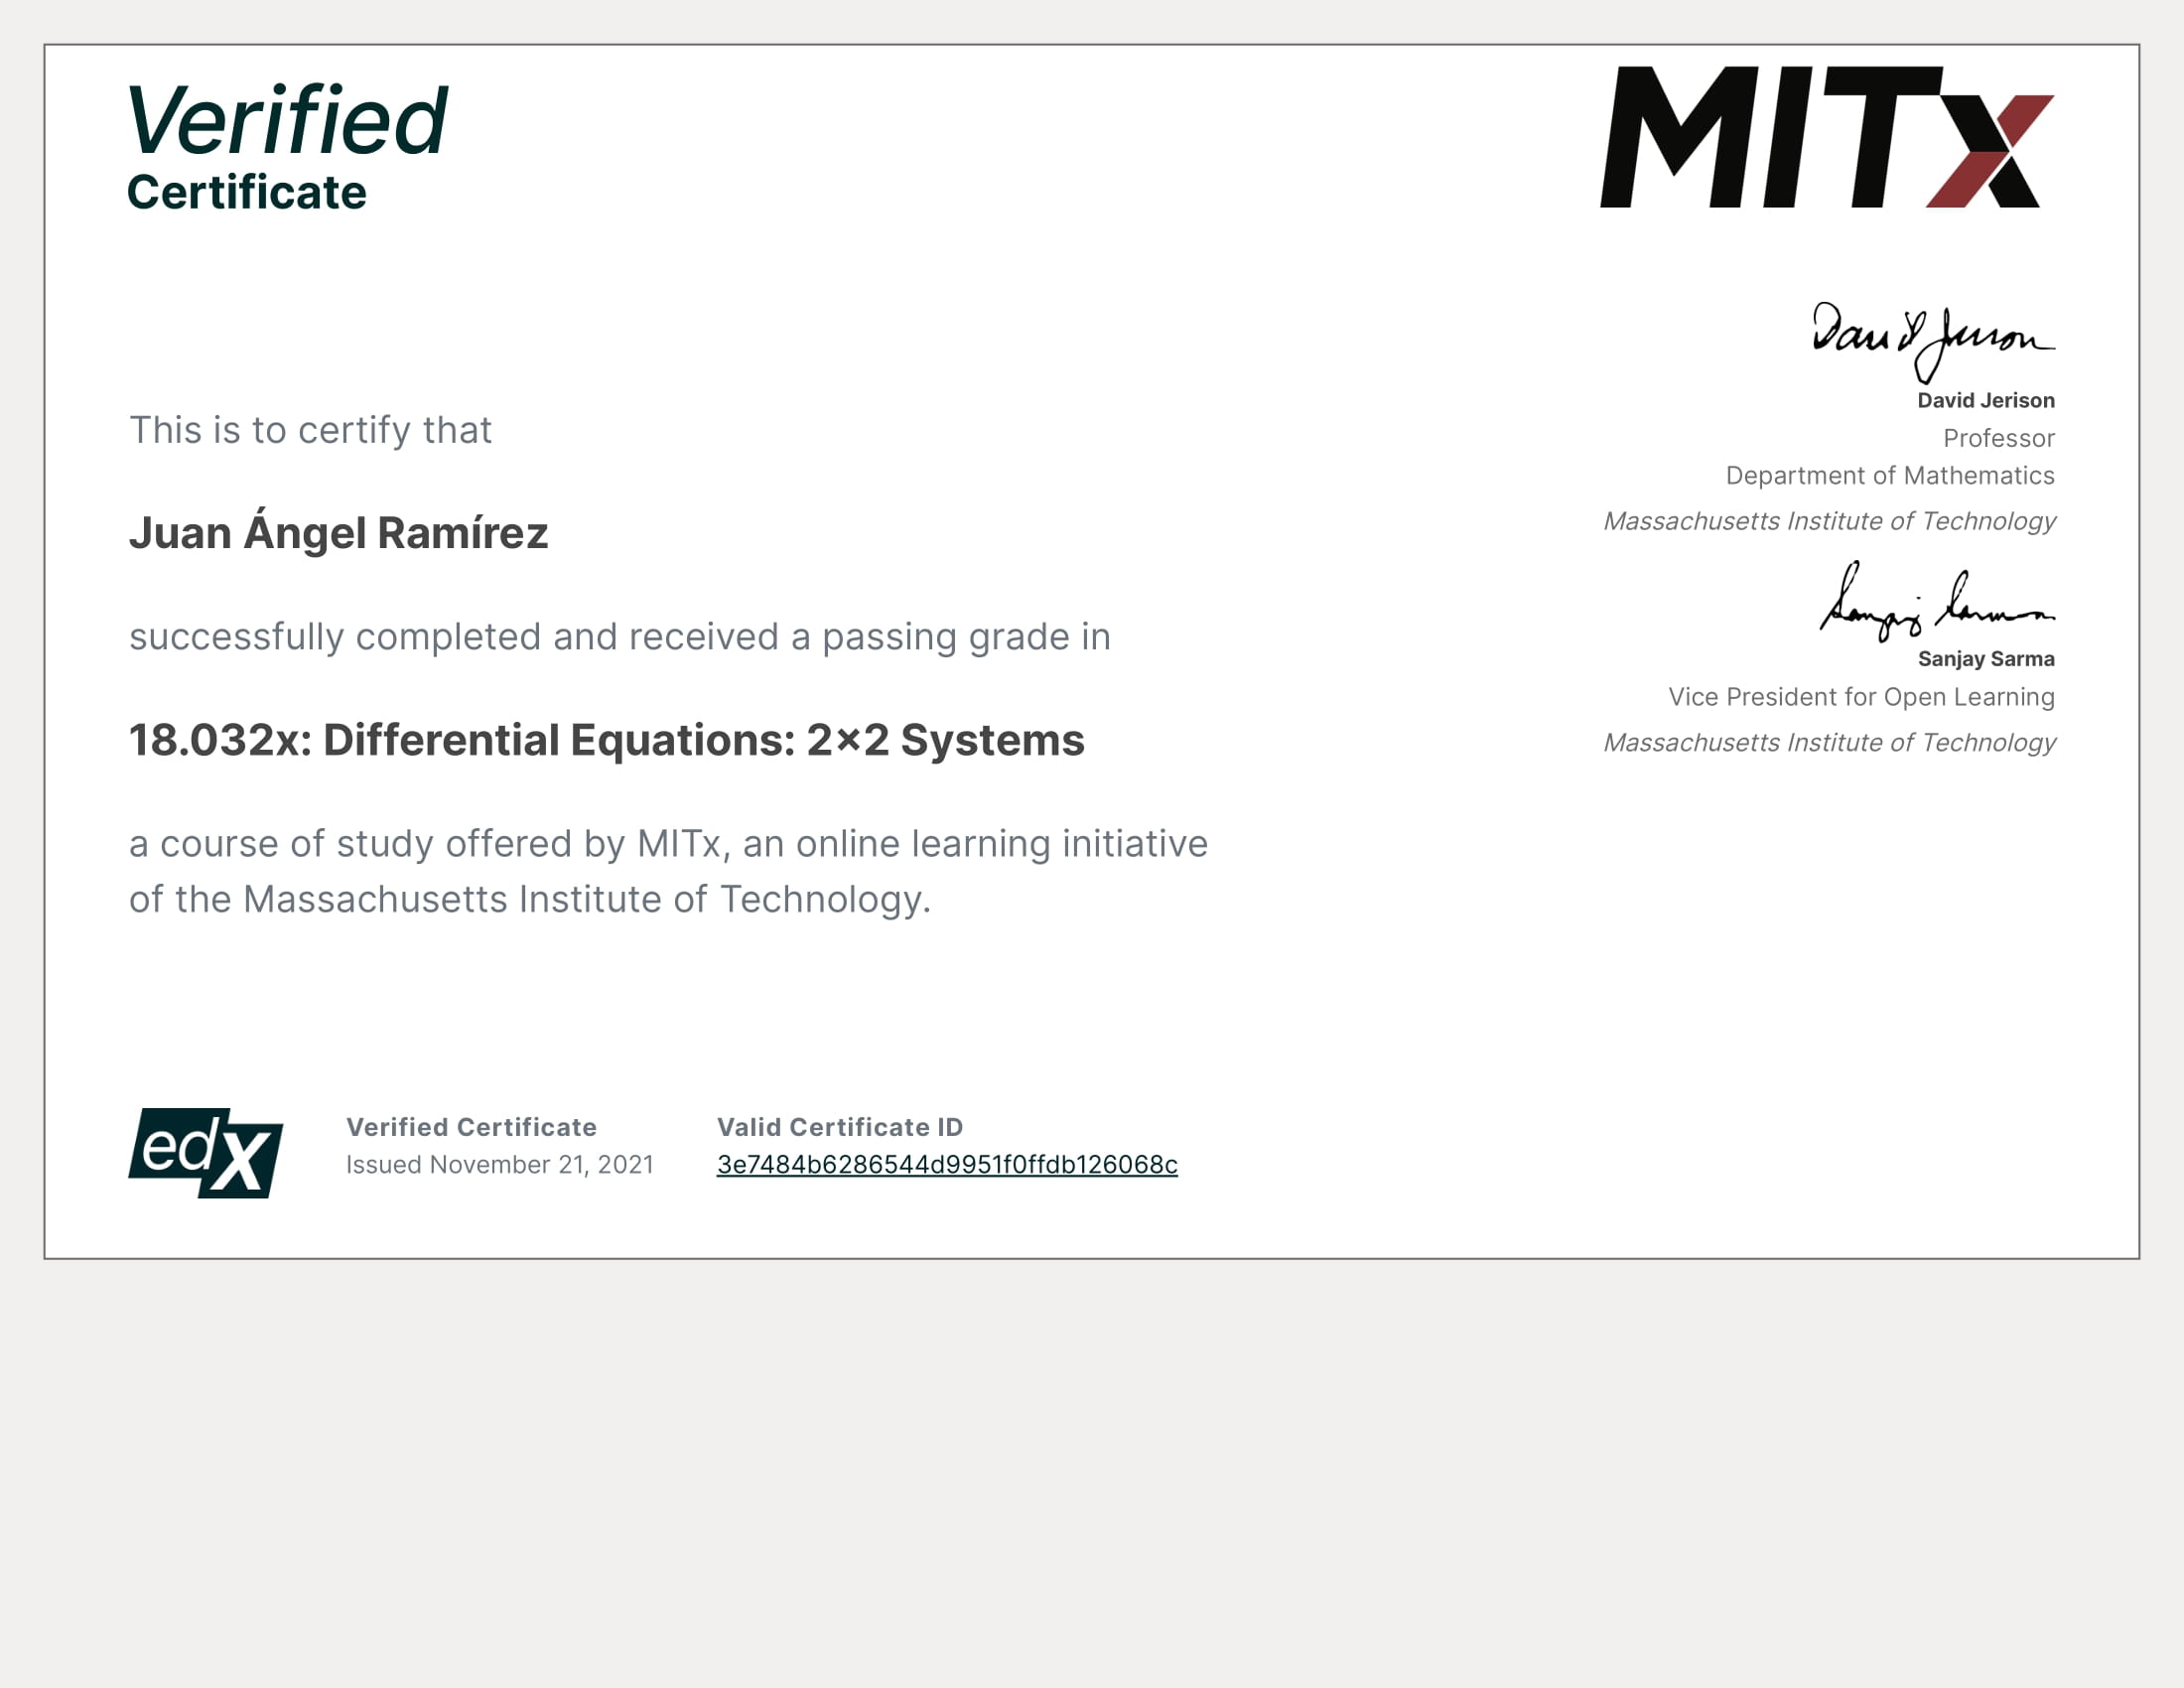 Verified
Certificate
MITx
This is to certify that
Juan Ángel Ramírez
successfully completed and received a passing grade in
18.032x: Differential Equations: 2×2 Systems
a course of study offered by MITx, an online learning initiative
of the Massachusetts Institute of Technology.
David Jerison
David Jerison
Professor
Department of Mathematics
Massachusetts Institute of Technology
Sanjay Sarma
Sanjay Sarma
Vice President for Open Learning
Massachusetts Institute of Technology
edX
Verified Certificate
Issued November 21, 2021
Valid Certificate ID
3e7484b6286544d9951f0ffdb126068c